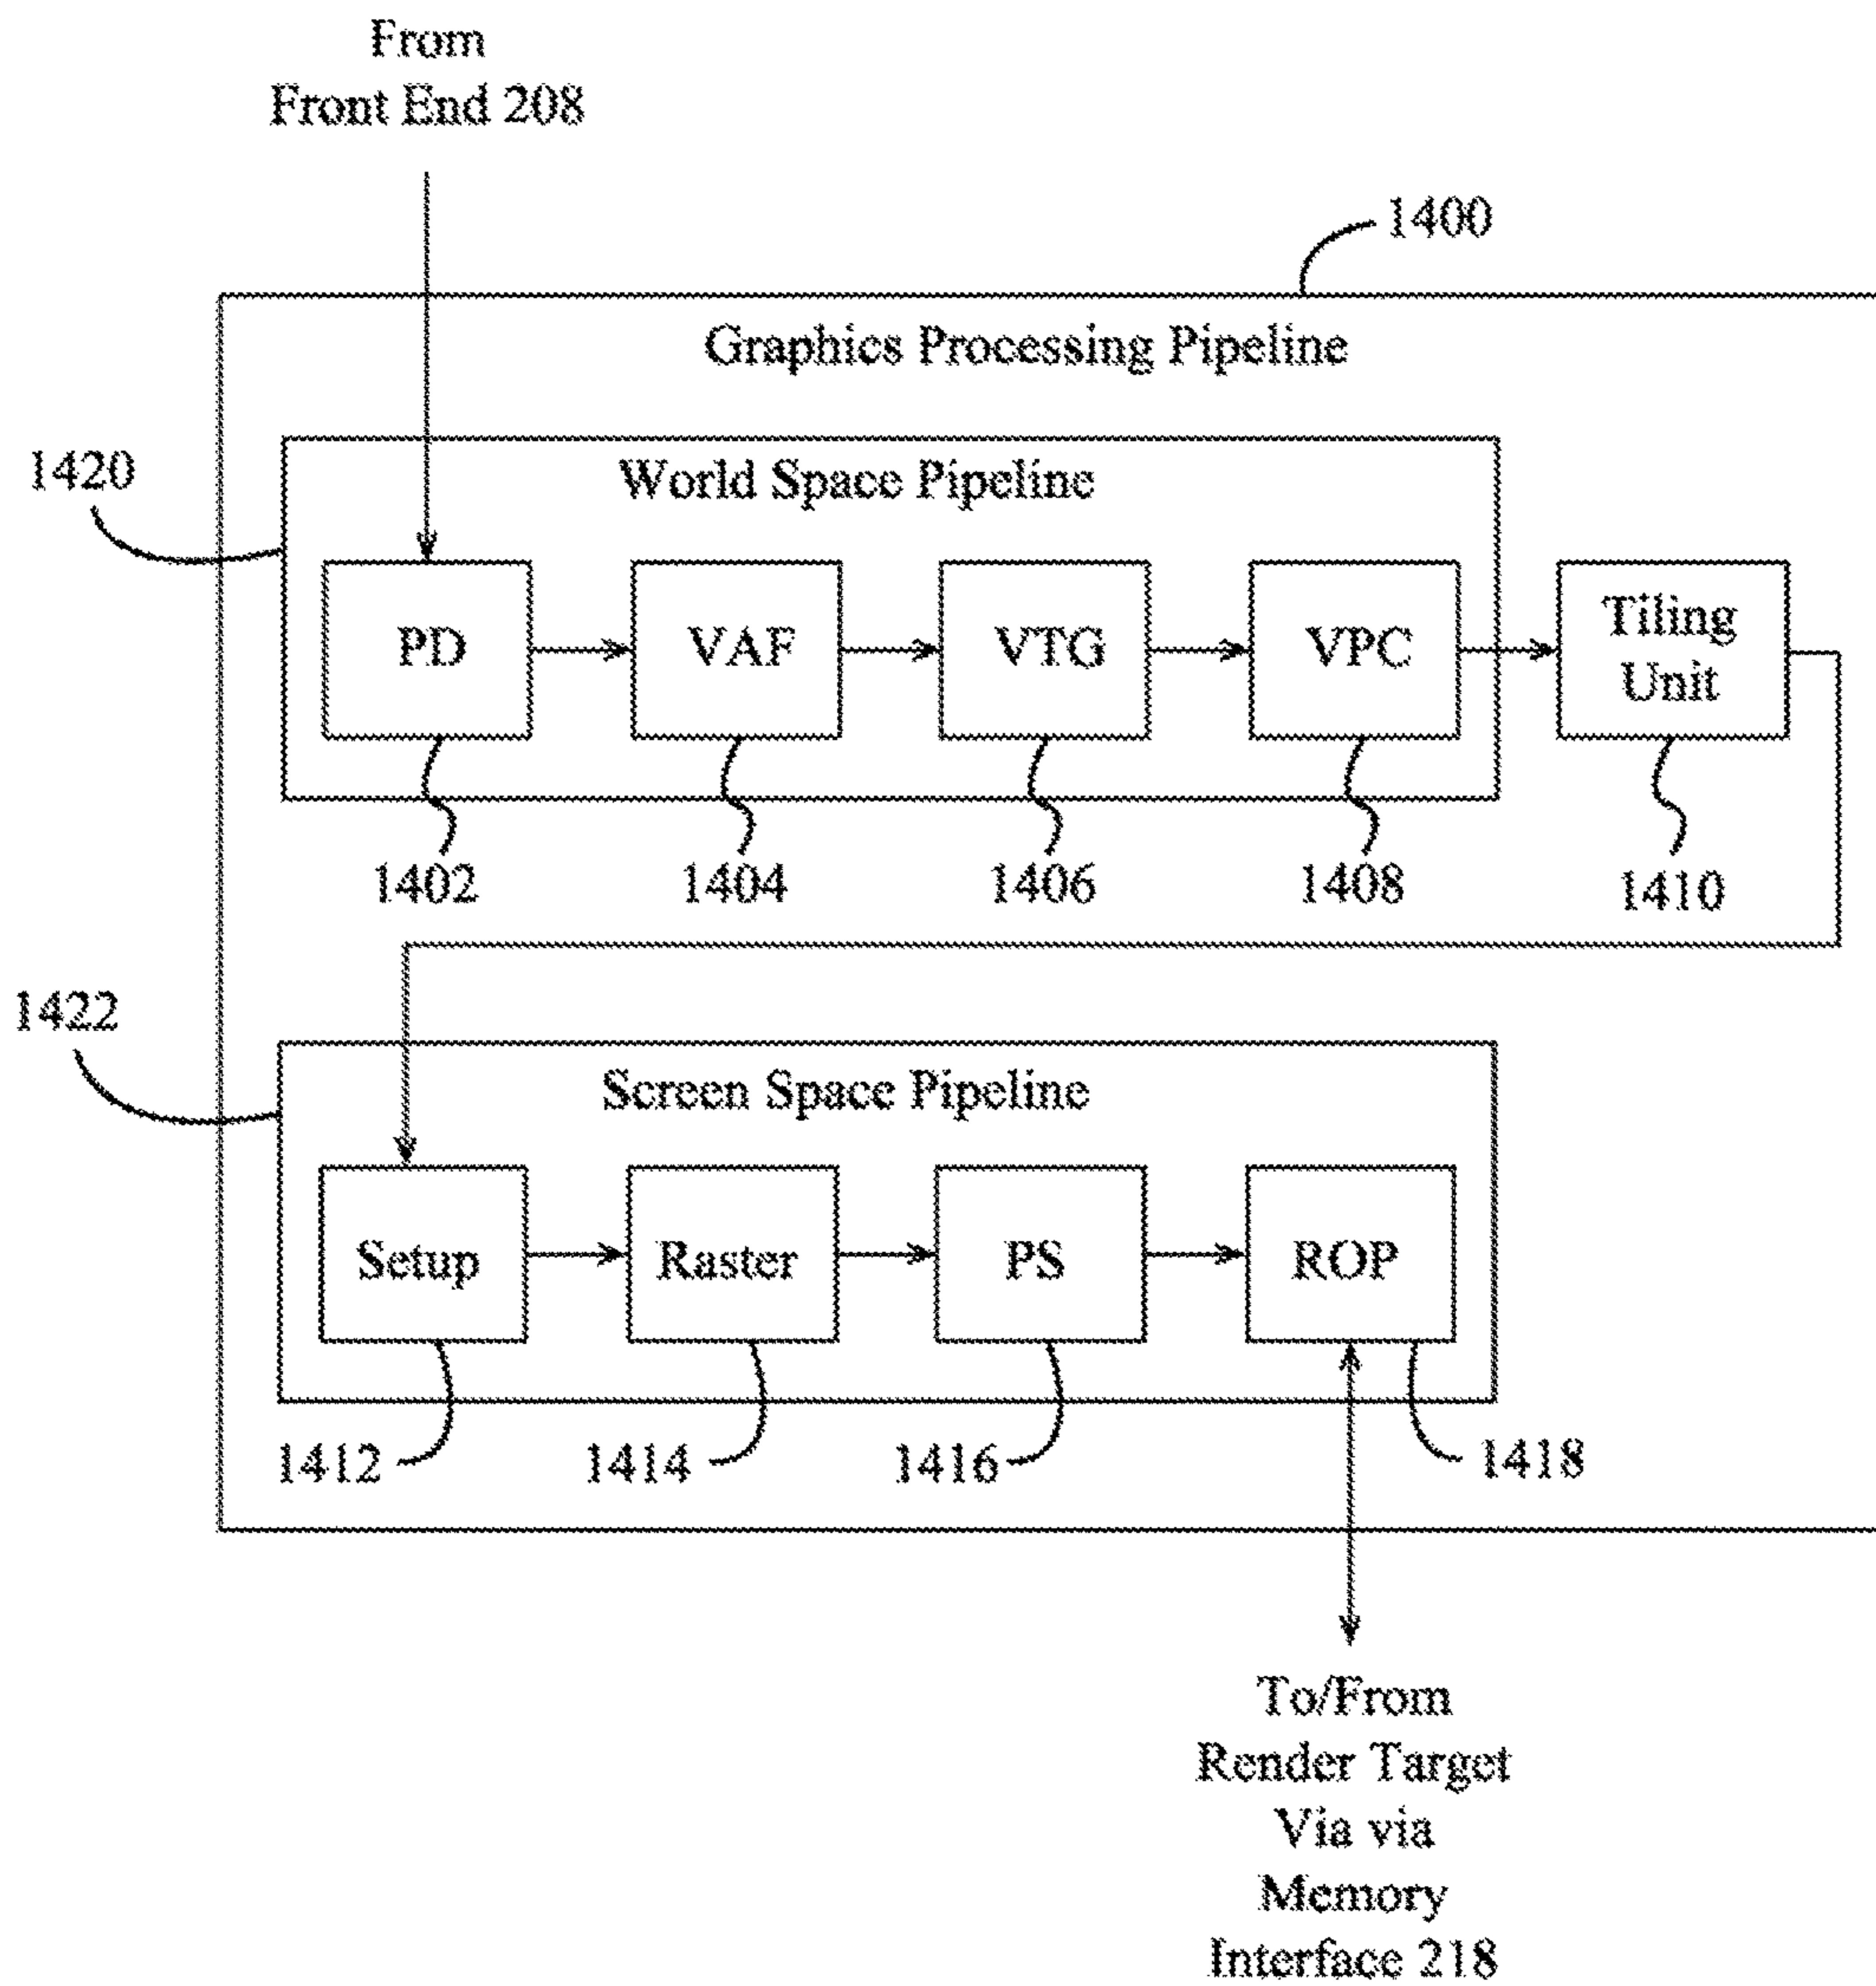 From
Front End 208
1400
Graphics Processing Pipeline
1420
World Space Pipeline
PD
VAF
VTG
VPC
Tiling
Unit
1402
1404
1406
1408
1410
1422
Screen Space Pipeline
Setup
Raster
PS
ROP
1412
1414
1416
1418
To/From
Render Target
Via via
Memory
Interface 218